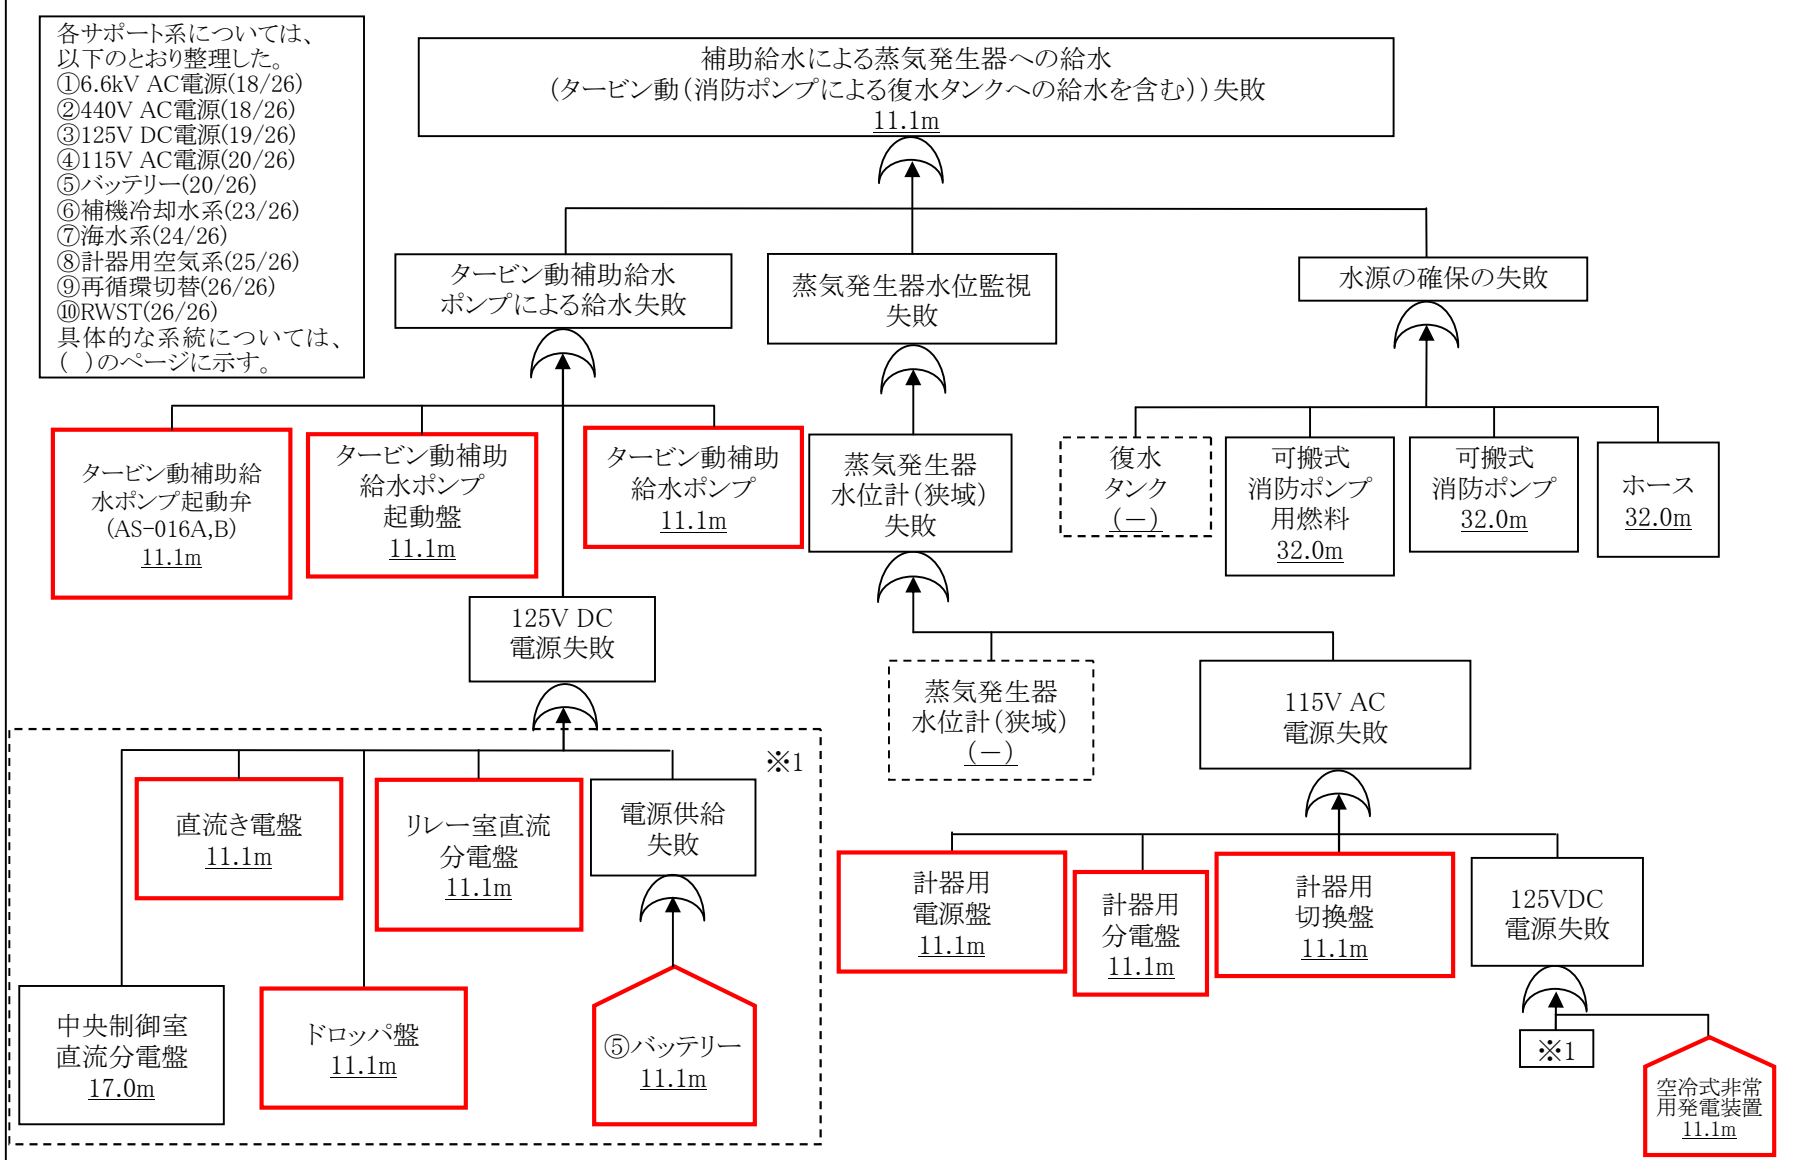 各サポート系については、
以下のとおり整理した。
①6.6kV AC電源(18/26)
②440V AC電源(18/26)
③125V DC電源(19/26)
④115V AC電源(20/26)
⑤バッテリー(20/26)
⑥補機冷却水系(23/26)
⑦海水系(24/26)
⑧計器用空気系(25/26)
⑨再循環切替(26/26)
⑩RWST(26/26)
具体的な系統については、
( )のページに示す。
補助給水による蒸気発生器への給水
(タービン動(消防ポンプによる復水タンクへの給水を含む))失敗
11.1m
タービン動補助給水
ポンプによる給水失敗
蒸気発生器水位監視
失敗
水源の確保の失敗
タービン動補助給
水ポンプ起動弁
(AS-016A,B)
11.1m
タービン動補助
給水ポンプ
起動盤
11.1m
タービン動補助
給水ポンプ
11.1m
蒸気発生器
水位計(狭域)
失敗
復水
タンク
(-)
可搬式
消防ポンプ
用燃料
32.0m
可搬式
消防ポンプ
32.0m
ホース
32.0m
125V DC
電源失敗
蒸気発生器
水位計(狭域)
(-)
115V AC
電源失敗
※1
直流き電盤
11.1m
リレー室直流
分電盤
11.1m
電源供給
失敗
計器用
電源盤
11.1m
計器用
分電盤
11.1m
計器用
切換盤
11.1m
125VDC
電源失敗
中央制御室
直流分電盤
17.0m
ドロッパ盤
11.1m
⑤バッテリー
11.1m
※1
空冷式非常
用発電装置
11.1m